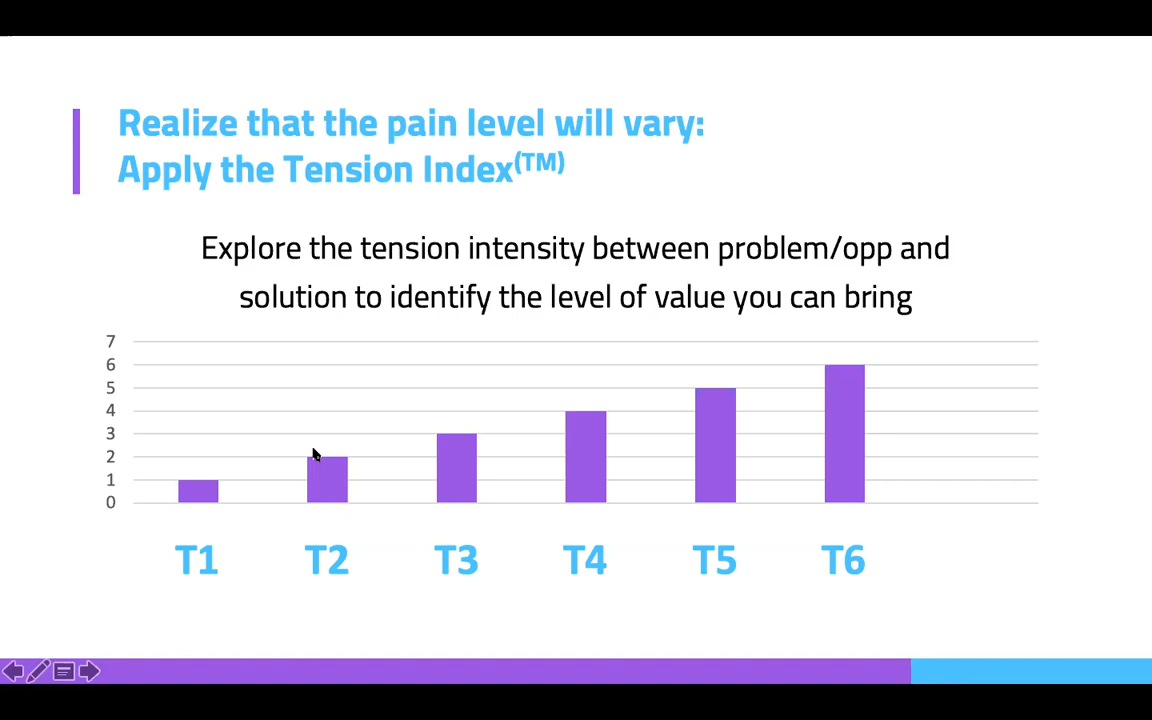 Realize that the pain level will vary:
Apply the Tension Index(TM)
Explore the tension intensity between problem/opp and
solution to identify the level of value you can bring
7
6
5
4
3
2
1
0
T1 T2 T3 T4 T5 T6